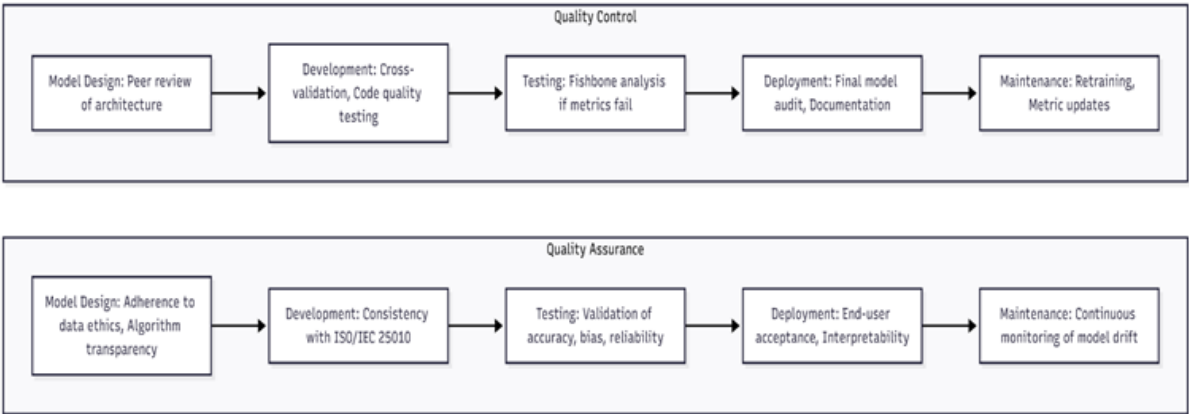 Quality Control
Model Design: Peer review
of architecture
Development: Cross-
validation, Code quality
testing
Testing: Fishbone analysis
if metrics fail
Deployment: Final model
audit, Documentation
Maintenance: Retraining,
Metric updates
Quality Assurance
Model Design: Adherence to
data ethics, Algorithm
transparency
Development: Consistency
with ISO/IEC 25010
Testing: Validation of
accuracy, bias, reliability
Deployment: End-user
acceptance, Interpretability
Maintenance: Continuous
monitoring of model drift